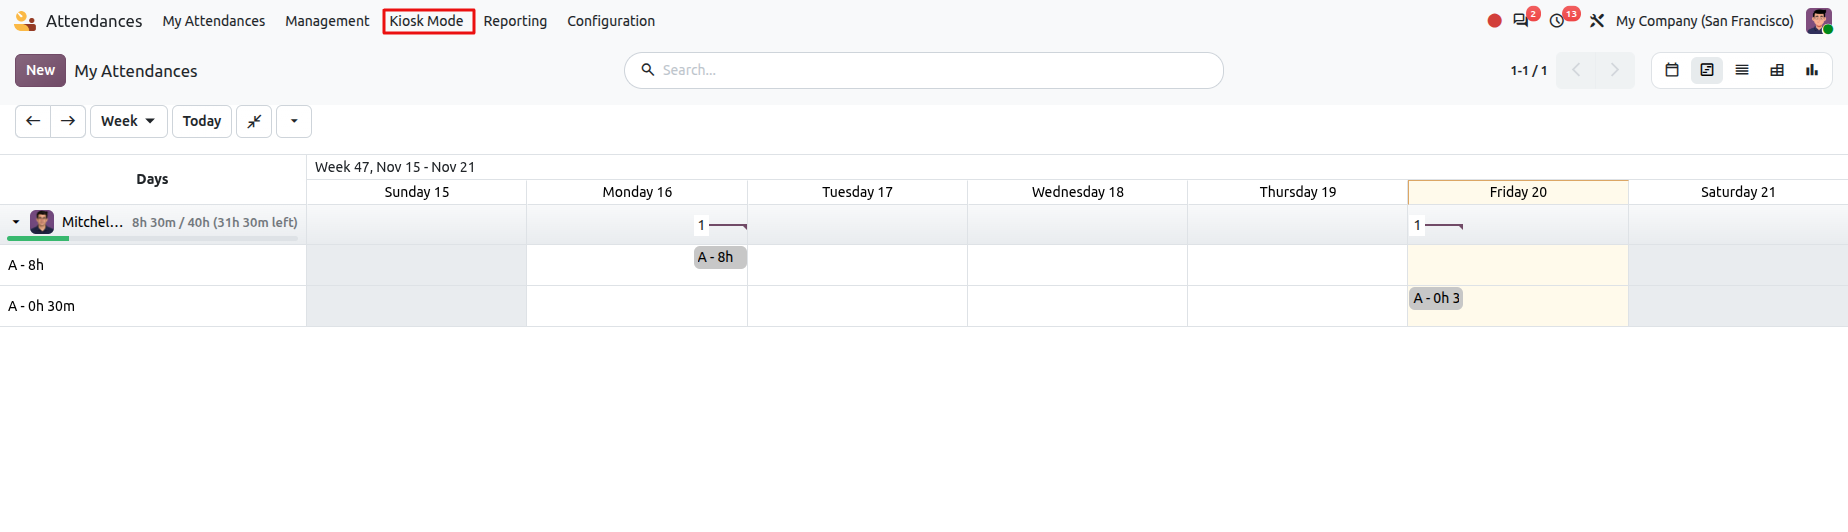 Attendances My Attendances Management Kiosk Mode Reporting Configuration 2 13 My Company (San Francisco)
New My Attendances Search... 1-1 / 1
Week Today
Days Week 47, Nov 15 - Nov 21
Sunday 15 Monday 16 Tuesday 17 Wednesday 18 Thursday 19 Friday 20 Saturday 21
Mitchel... 8h 30m / 40h (31h 30m left) 1 1
A - 8h A - 8h
A - 0h 30m A - 0h 3